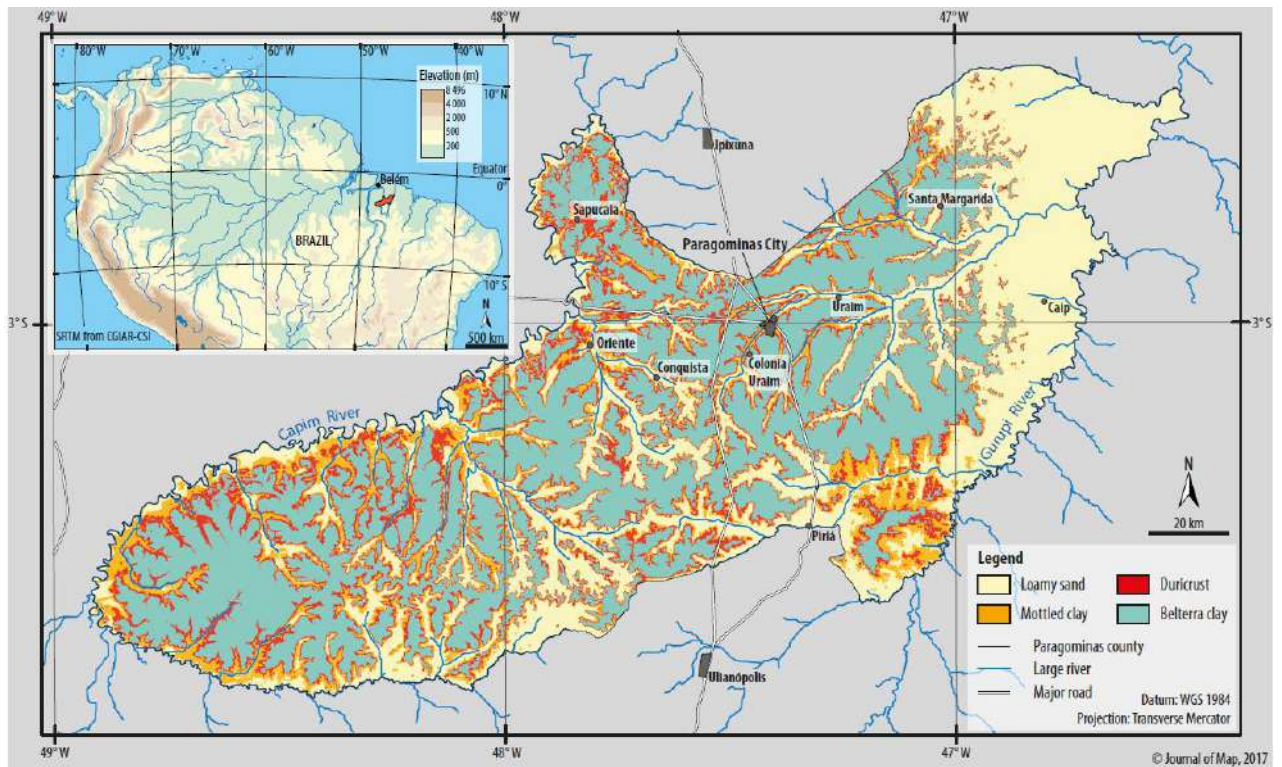 49°W
48°W
47°W
80°W
70°W
60°W
50°W
40°W
Elevation (m)
8 496
4 000
2 000
500
200
10°N
Equator
0°
Belém
BRAZIL
10°S
N
500 km
SRTM from CGIAR-CSI
3°S
3°S
Ipixuna
Sapucaia
Santa Margarida
Paragominas City
Uraim
Caip
Oriente
Conquista
Colonia
Uraim
Capim River
Gurupi River
Piriá
Ulianópolis
N
20 km
Legend
Loamy sand
Duricrust
Mottled clay
Belterra clay
Paragominas county
Large river
Major road
Datum: WGS 1984
Projection: Transverse Mercator
49°W
48°W
47°W
© Journal of Map, 2017